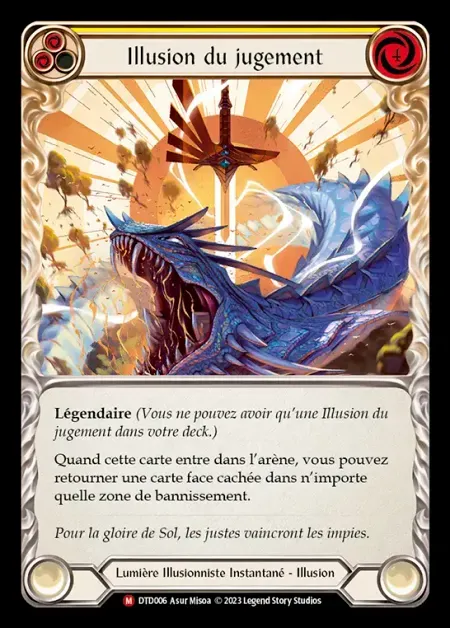 Illusion du jugement
4
Légendaire (Vous ne pouvez avoir qu'une Illusion du
jugement dans votre deck.)
Quand cette carte entre dans l'arène, vous pouvez
retourner une carte face cachée dans n'importe
quelle zone de bannissement.
Pour la gloire de Sol, les justes vaincront les impies.
Lumière Illusionniste Instantané - Illusion
M DTD006 Asur Misoa © 2023 Legend Story Studios